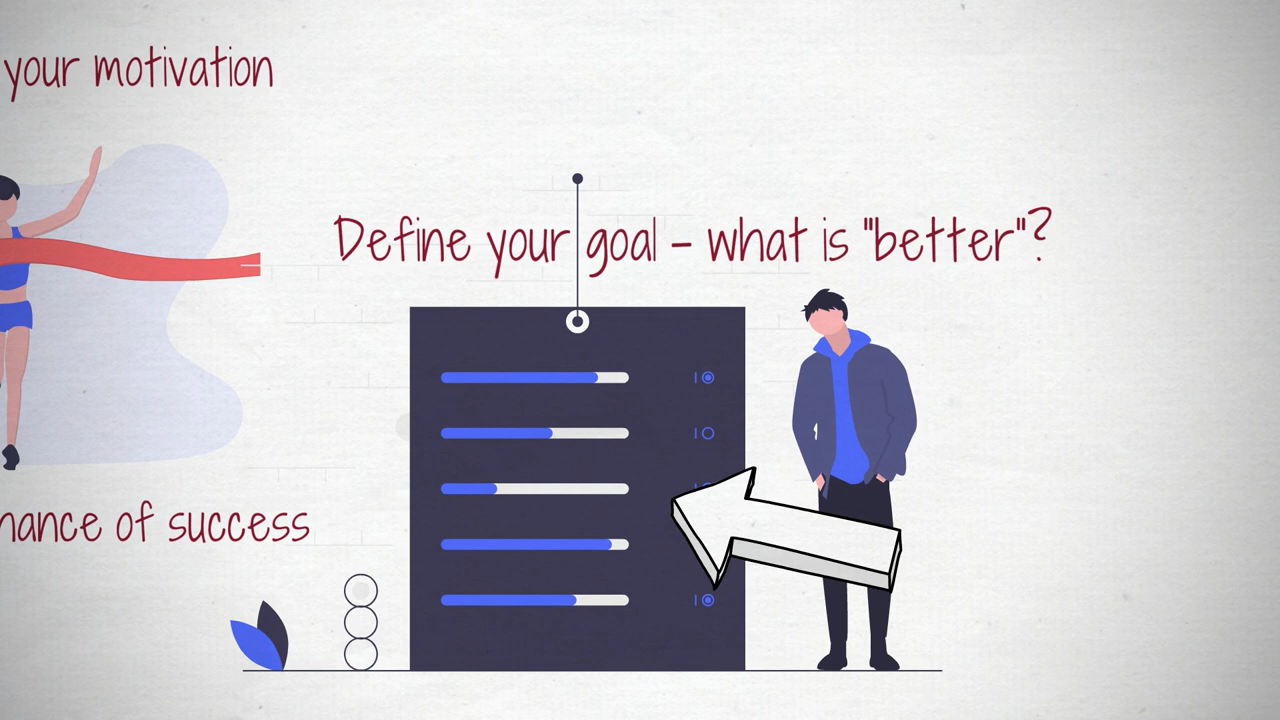 your motivation
Define your goal - what is "better"?
hance of success